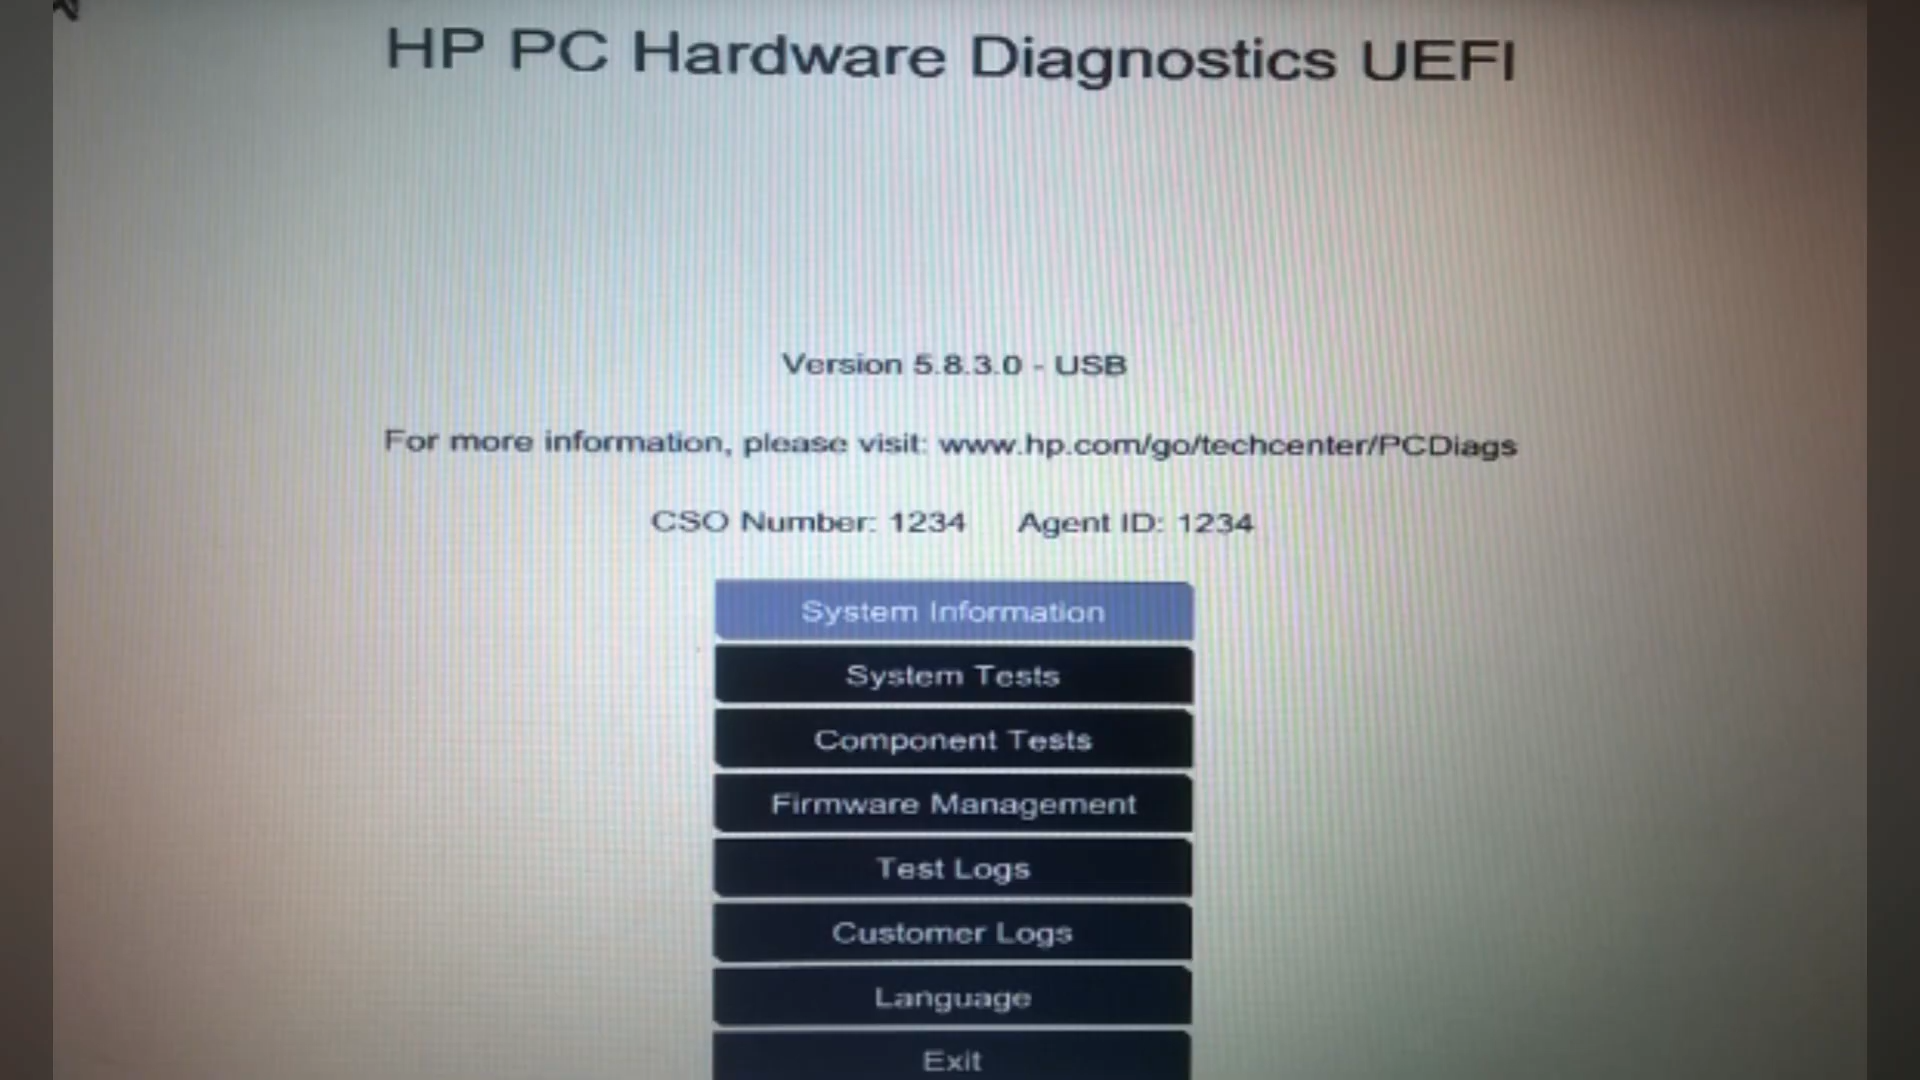 HP PC Hardware Diagnostics UEFI
Version 5.8.3.0 - USB
For more information, please visit: www.hp.com/go/techcenter/PCDiags
CSO Number: 1234 Agent ID: 1234
System Information
System Tests
Component Tests
Firmware Management
Test Logs
Customer Logs
Language
Exit